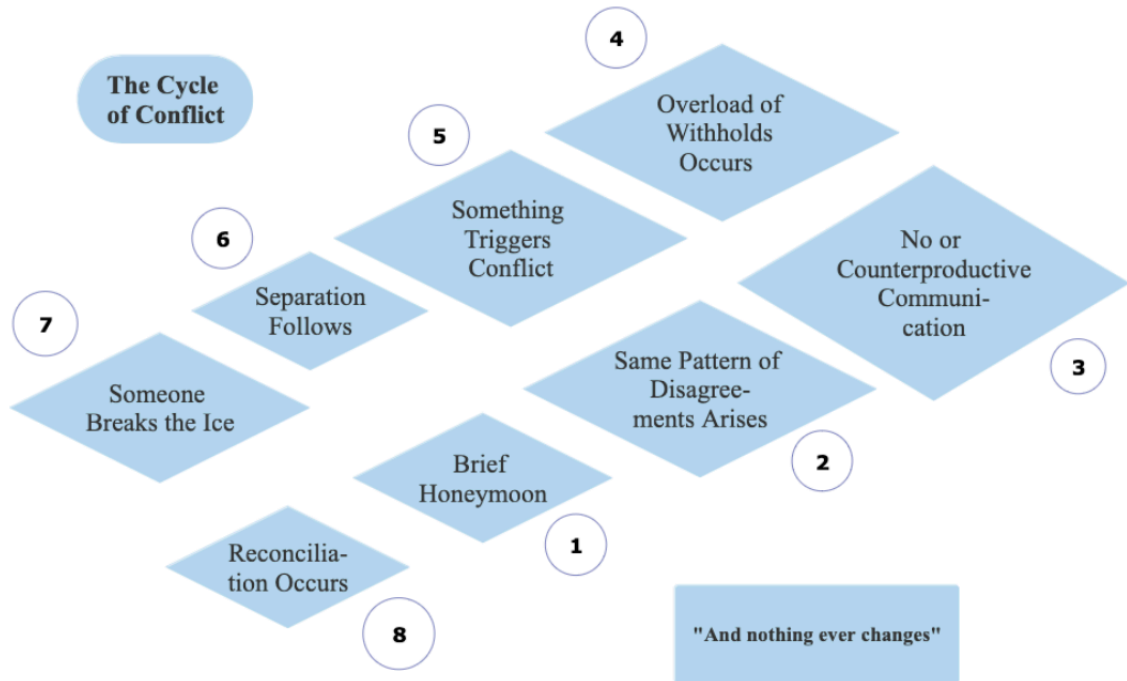 The Cycle
of Conflict
4
Overload of
Withholds
Occurs
5
Something
Triggers
Conflict
6
Separation
Follows
7
Someone
Breaks the Ice
No or
Counterproductive
Communi-
cation
3
Same Pattern of
Disagree-
ments Arises
2
Brief
Honeymoon
1
Reconcilia-
tion Occurs
8
"And nothing ever changes"